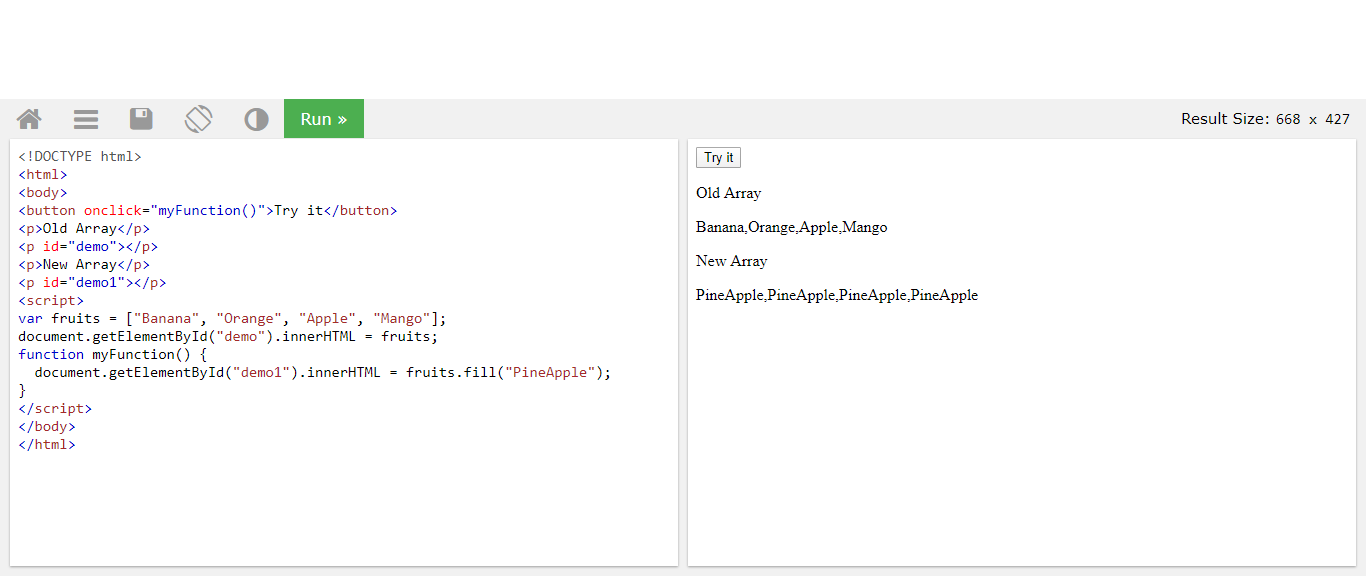 Run »
Result Size: 668 x 427
<!DOCTYPE html>
<html>
<body>
<button onclick="myFunction()">Try it</button>
<p>Old Array</p>
<p id="demo"></p>
<p>New Array</p>
<p id="demo1"></p>
<script>
var fruits = ["Banana", "Orange", "Apple", "Mango"];
document.getElementById("demo").innerHTML = fruits;
function myFunction() {
  document.getElementById("demo1").innerHTML = fruits.fill("PineApple");
}
</script>
</body>
</html>
Try it
Old Array
Banana,Orange,Apple,Mango
New Array
PineApple,PineApple,PineApple,PineApple